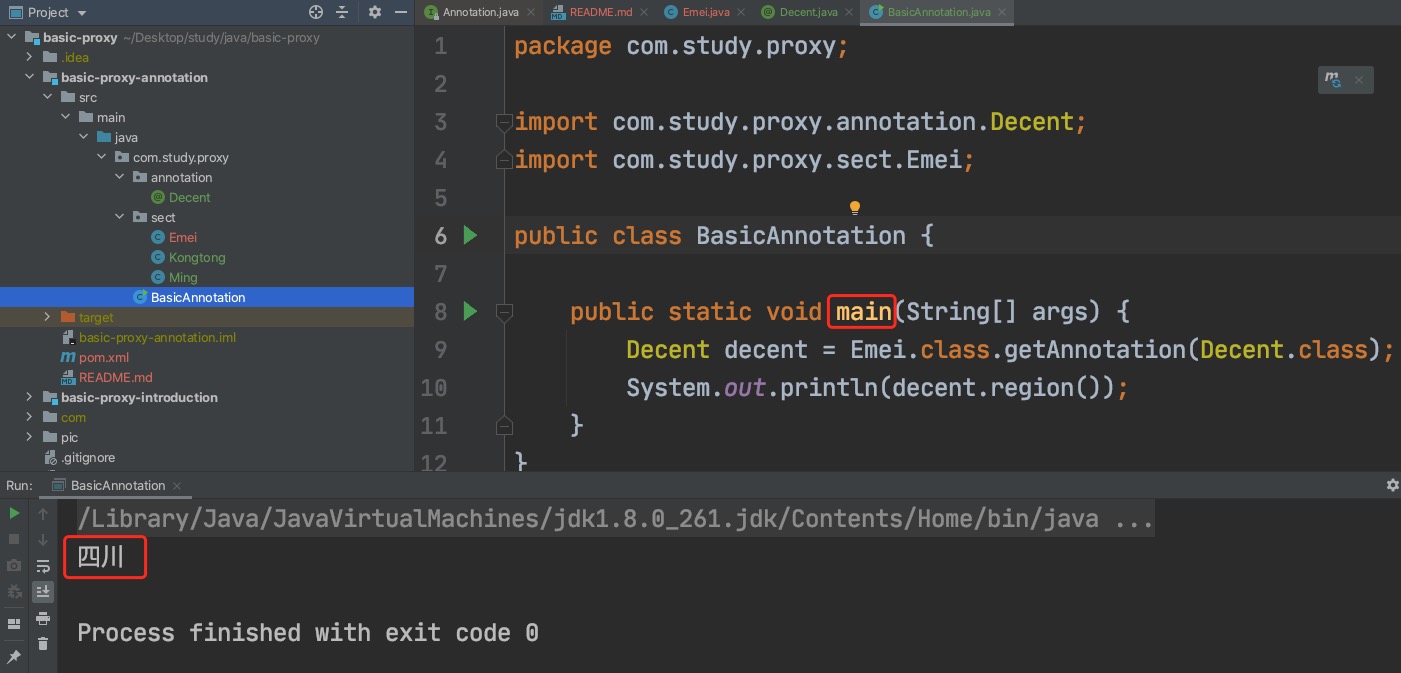 Project
Annotation.java
README.md
Emei.java
Decent.java
BasicAnnotation.java
basic-proxy ~/Desktop/study/java/basic-proxy
.idea
basic-proxy-annotation
src
main
java
com.study.proxy
annotation
Decent
sect
Emei
Kongtong
Ming
BasicAnnotation
target
basic-proxy-annotation.iml
pom.xml
README.md
basic-proxy-introduction
com
pic
.gitignore
1 package com.study.proxy;
2
3 import com.study.proxy.annotation.Decent;
4 import com.study.proxy.sect.Emei;
5
6 public class BasicAnnotation {
7
8 public static void main(String[] args) {
9 Decent decent = Emei.class.getAnnotation(Decent.class);
10 System.out.println(decent.region());
11 }
12 }
Run: BasicAnnotation
/Library/Java/JavaVirtualMachines/jdk1.8.0_261.jdk/Contents/Home/bin/java ...
四川
Process finished with exit code 0